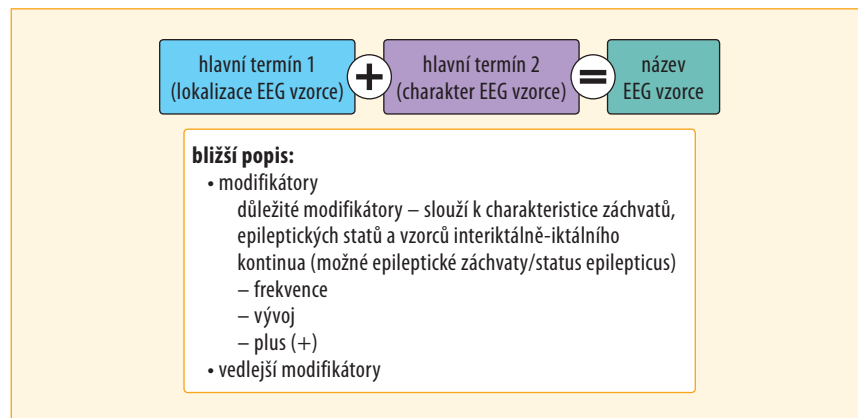 hlavní termín 1
(lokalizace EEG vzorce)
+
hlavní termín 2
(charakter EEG vzorce)
=
název
EEG vzorce
bližší popis:
• modifikátory
důležité modifikátory – slouží k charakteristice záchvatů,
epileptických statů a vzorců interiktálně-iktálního
kontinua (možné epileptické záchvaty/status epilepticus)
– frekvence
– vývoj
– plus (+)
• vedlejší modifikátory